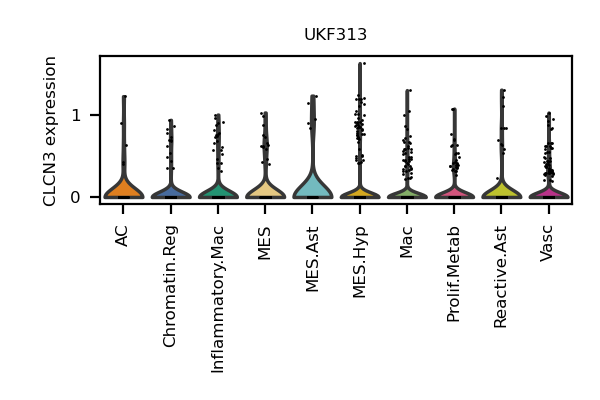 UKF313
CLCN3 expression
1
0
AC
Chromatin.Reg
Inflammatory.Mac
MES
MES.Ast
MES.Hyp
Mac
Prolif.Metab
Reactive.Ast
Vasc